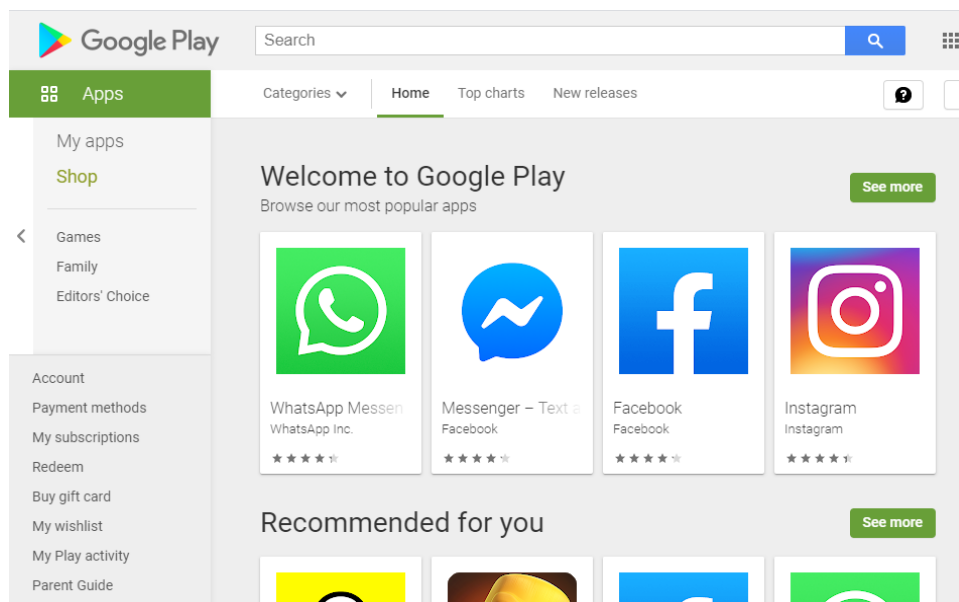 Google Play
Search
Apps
Categories
Home
Top charts
New releases
My apps
Shop
Games
Family
Editors' Choice
Account
Payment methods
My subscriptions
Redeem
Buy gift card
My wishlist
My Play activity
Parent Guide
Welcome to Google Play
Browse our most popular apps
See more
WhatsApp Messen
WhatsApp Inc.
Messenger – Text a
Facebook
Facebook
Facebook
Instagram
Instagram
Recommended for you
See more